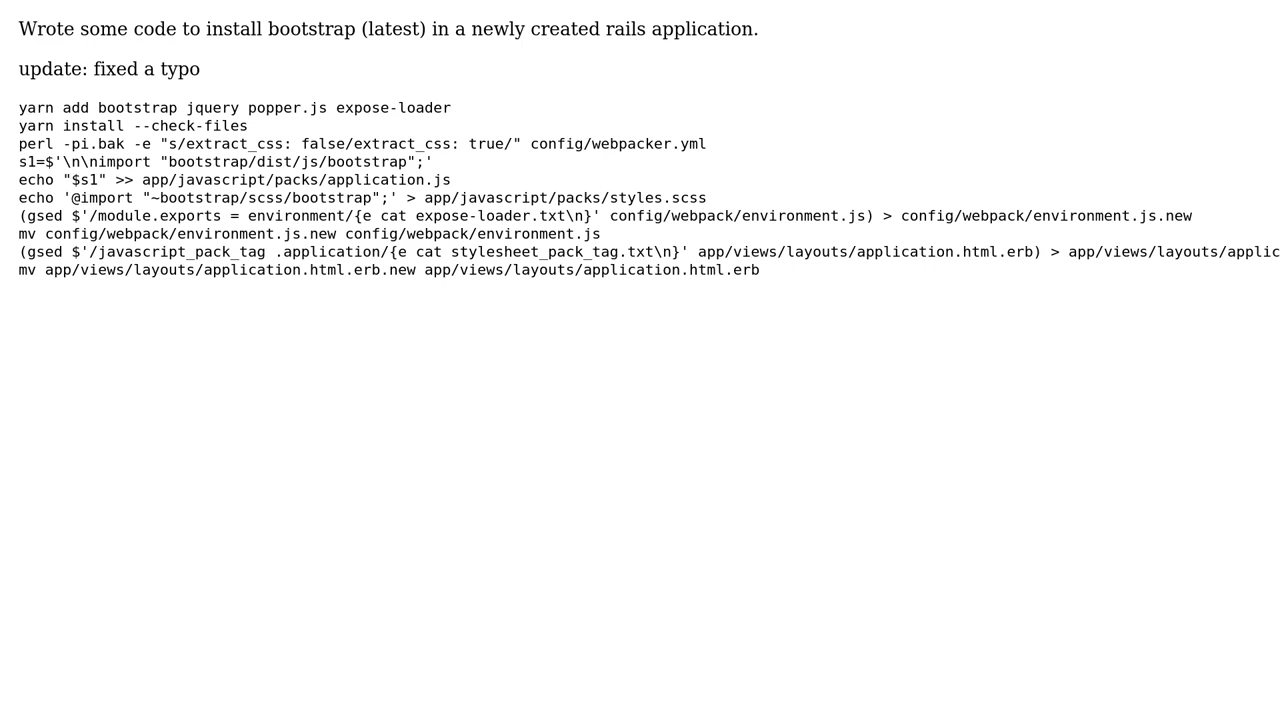 Wrote some code to install bootstrap (latest) in a newly created rails application.
update: fixed a typo
yarn add bootstrap jquery popper.js expose-loader
yarn install --check-files
perl -pi.bak -e "s/extract_css: false/extract_css: true/" config/webpacker.yml
s1=$'\n\nimport "bootstrap/dist/js/bootstrap";'
echo "$s1" >> app/javascript/packs/application.js
echo '@import "~bootstrap/scss/bootstrap";' > app/javascript/packs/styles.scss
(gsed $'/module.exports = environment/{e cat expose-loader.txt\n}' config/webpack/environment.js) > config/webpack/environment.js.new
mv config/webpack/environment.js.new config/webpack/environment.js
(gsed $'/javascript_pack_tag .application/{e cat stylesheet_pack_tag.txt\n}' app/views/layouts/application.html.erb) > app/views/layouts/applic
mv app/views/layouts/application.html.erb.new app/views/layouts/application.html.erb